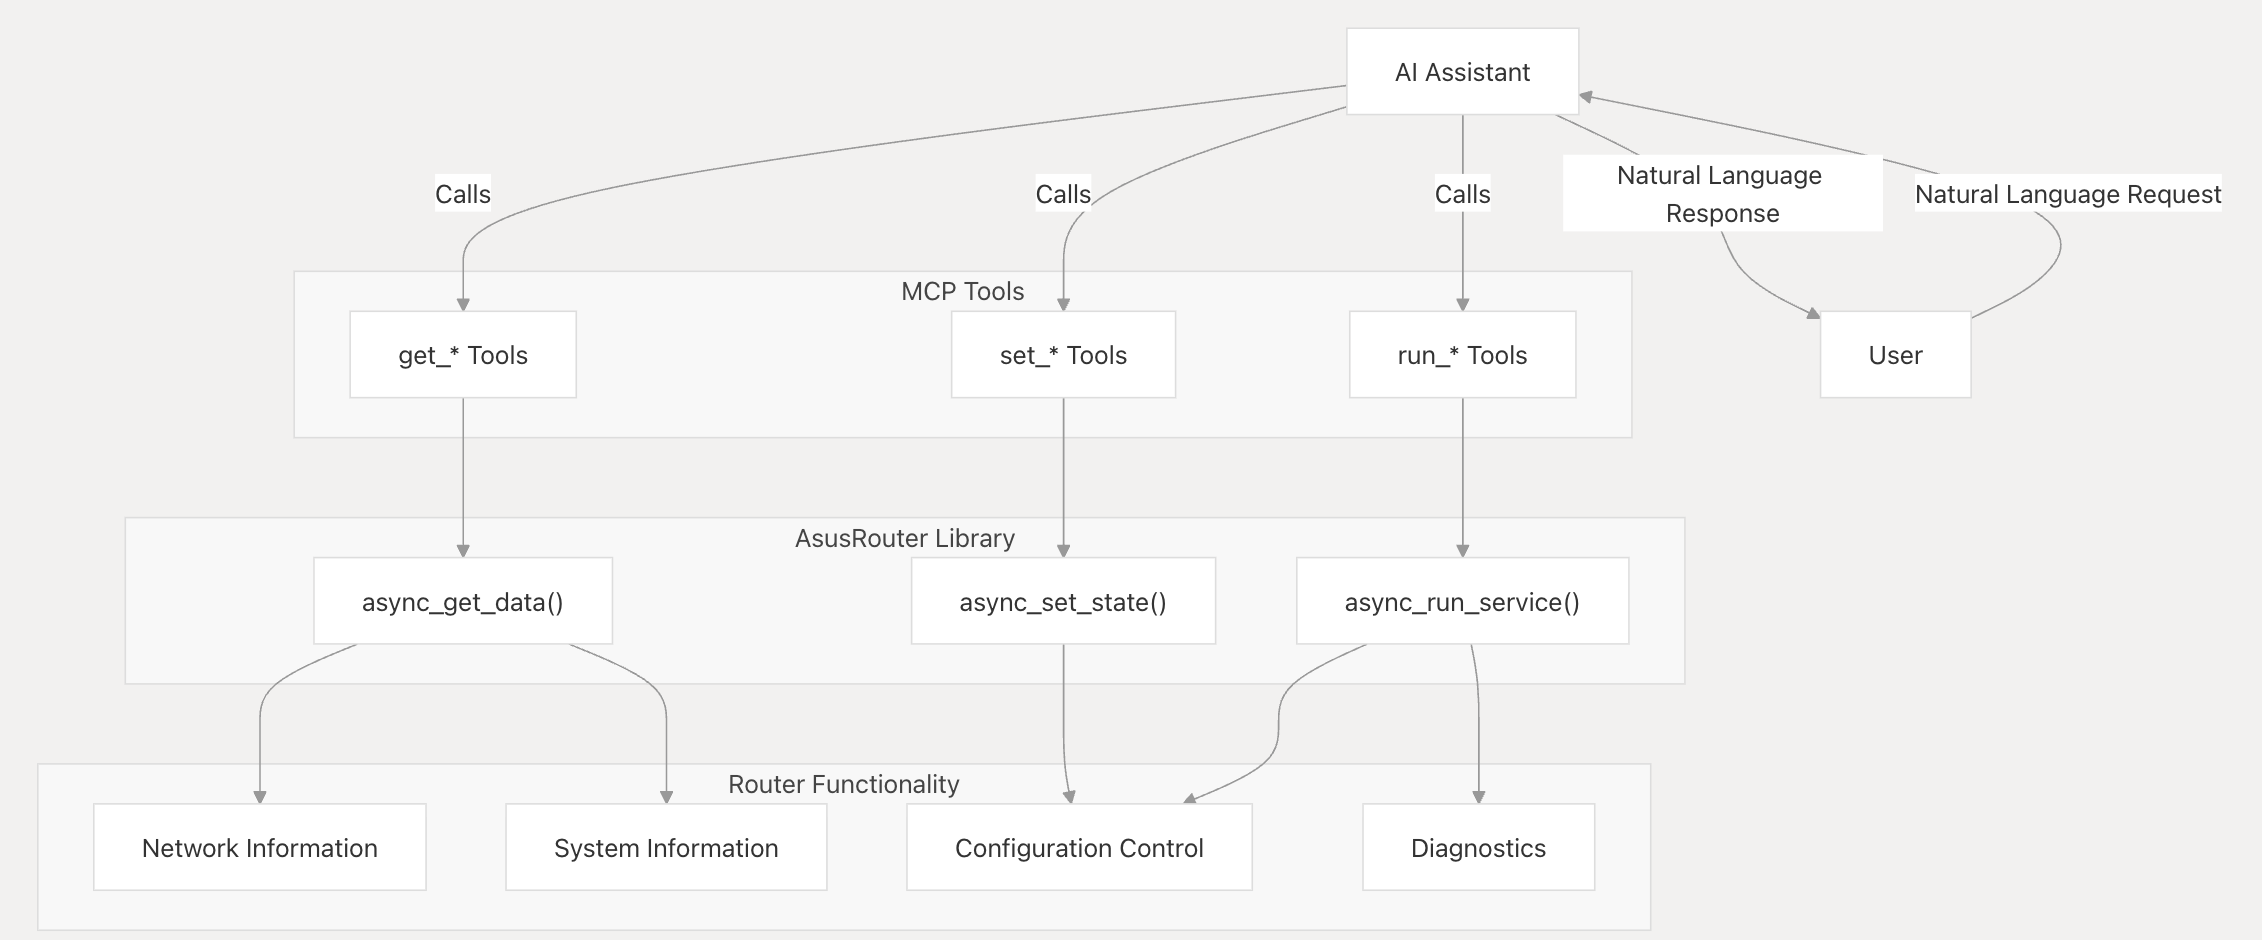 AI Assistant
Calls
Calls
Calls
Natural Language
Response
Natural Language Request
MCP Tools
get_* Tools
set_* Tools
run_* Tools
User
AsusRouter Library
async_get_data()
async_set_state()
async_run_service()
Router Functionality
Network Information
System Information
Configuration Control
Diagnostics